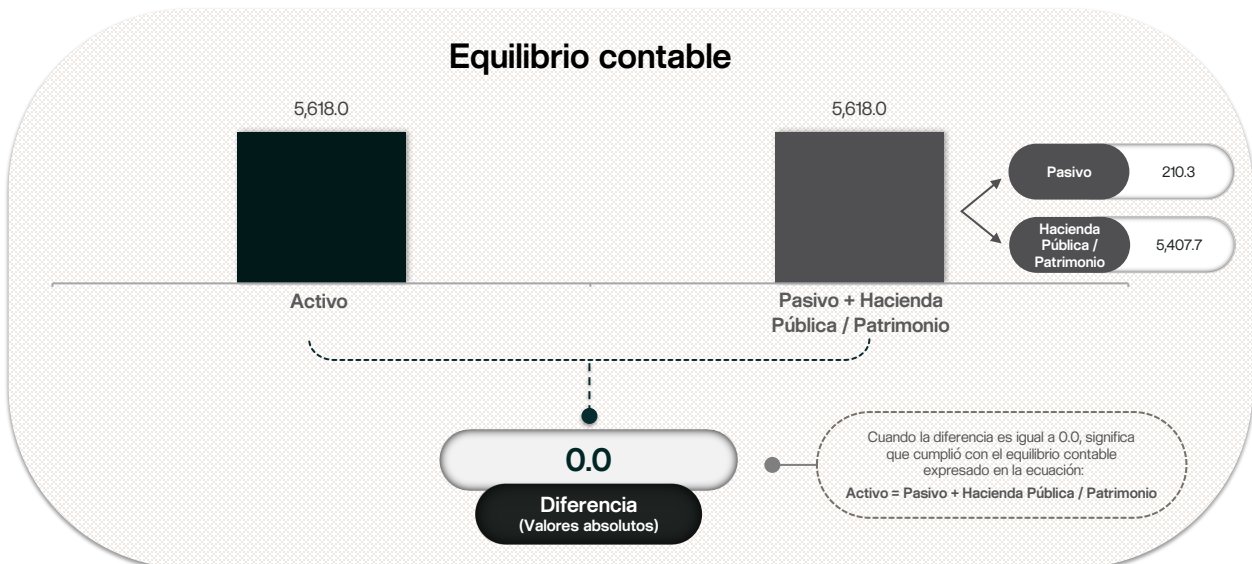 Equilibrio contable
5,618.0
5,618.0
Pasivo
210.3
Hacienda
Pública /
Patrimonio
5,407.7
Activo
Pasivo + Hacienda
Pública / Patrimonio
0.0
Diferencia
(Valores absolutos)
Cuando la diferencia es igual a 0.0, significa
que cumplió con el equilibrio contable
expresado en la ecuación:
Activo = Pasivo + Hacienda Pública / Patrimonio